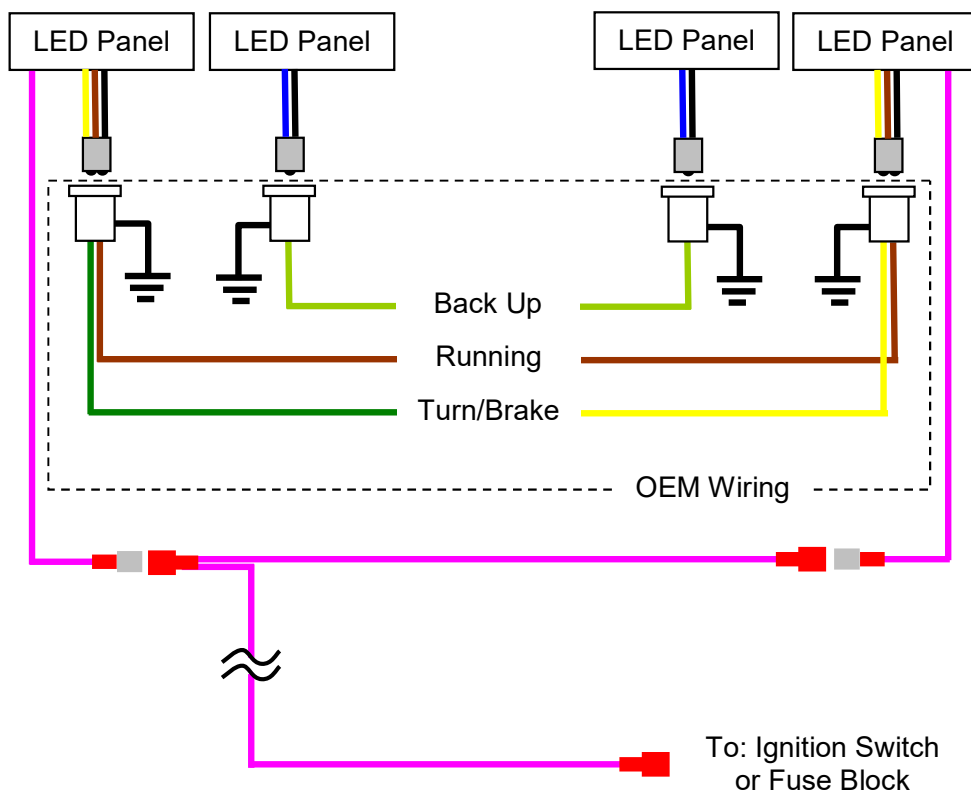 LED Panel
LED Panel
LED Panel
LED Panel
Back Up
Running
Turn/Brake
OEM Wiring
To: Ignition Switch
or Fuse Block